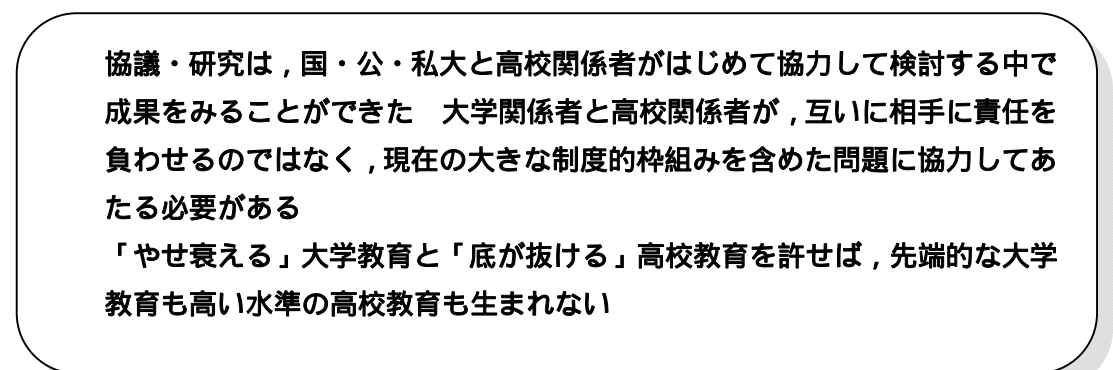 協議・研究は，国・公・私大と高校関係者がはじめて協力して検討する中で
成果をみることができた　大学関係者と高校関係者が，互いに相手に責任を
負わせるのではなく，現在の大きな制度的枠組みを含めた問題に協力してあ
たる必要がある
「やせ衰える」大学教育と「底が抜ける」高校教育を許せば，先端的な大学
教育も高い水準の高校教育も生まれない